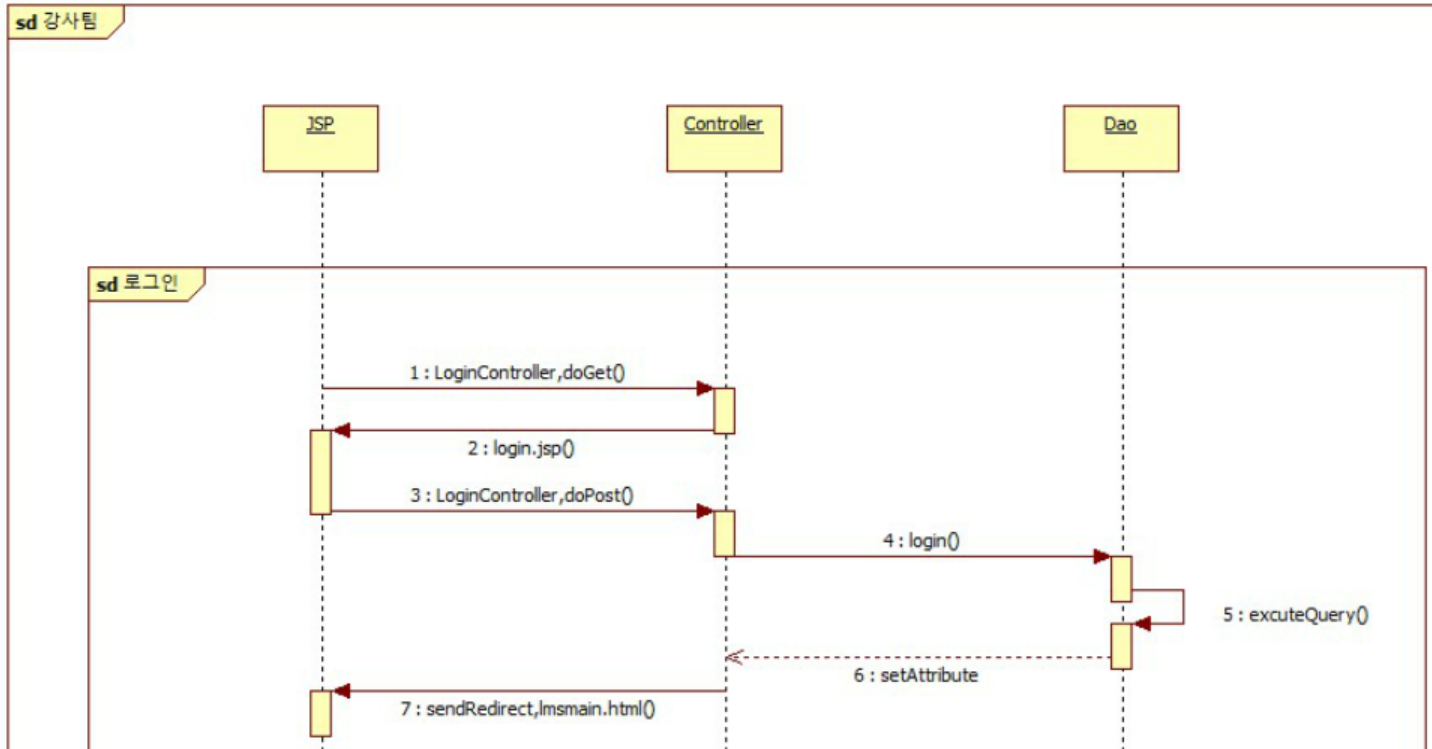 sd 강사팀
JSP
Controller
Dao
sd 로그인
1 : LoginController,doGet()
2 : login.jsp()
3 : LoginController,doPost()
4 : login()
5 : excuteQuery()
6 : setAttribute
7 : sendRedirect,lmsmain.html()